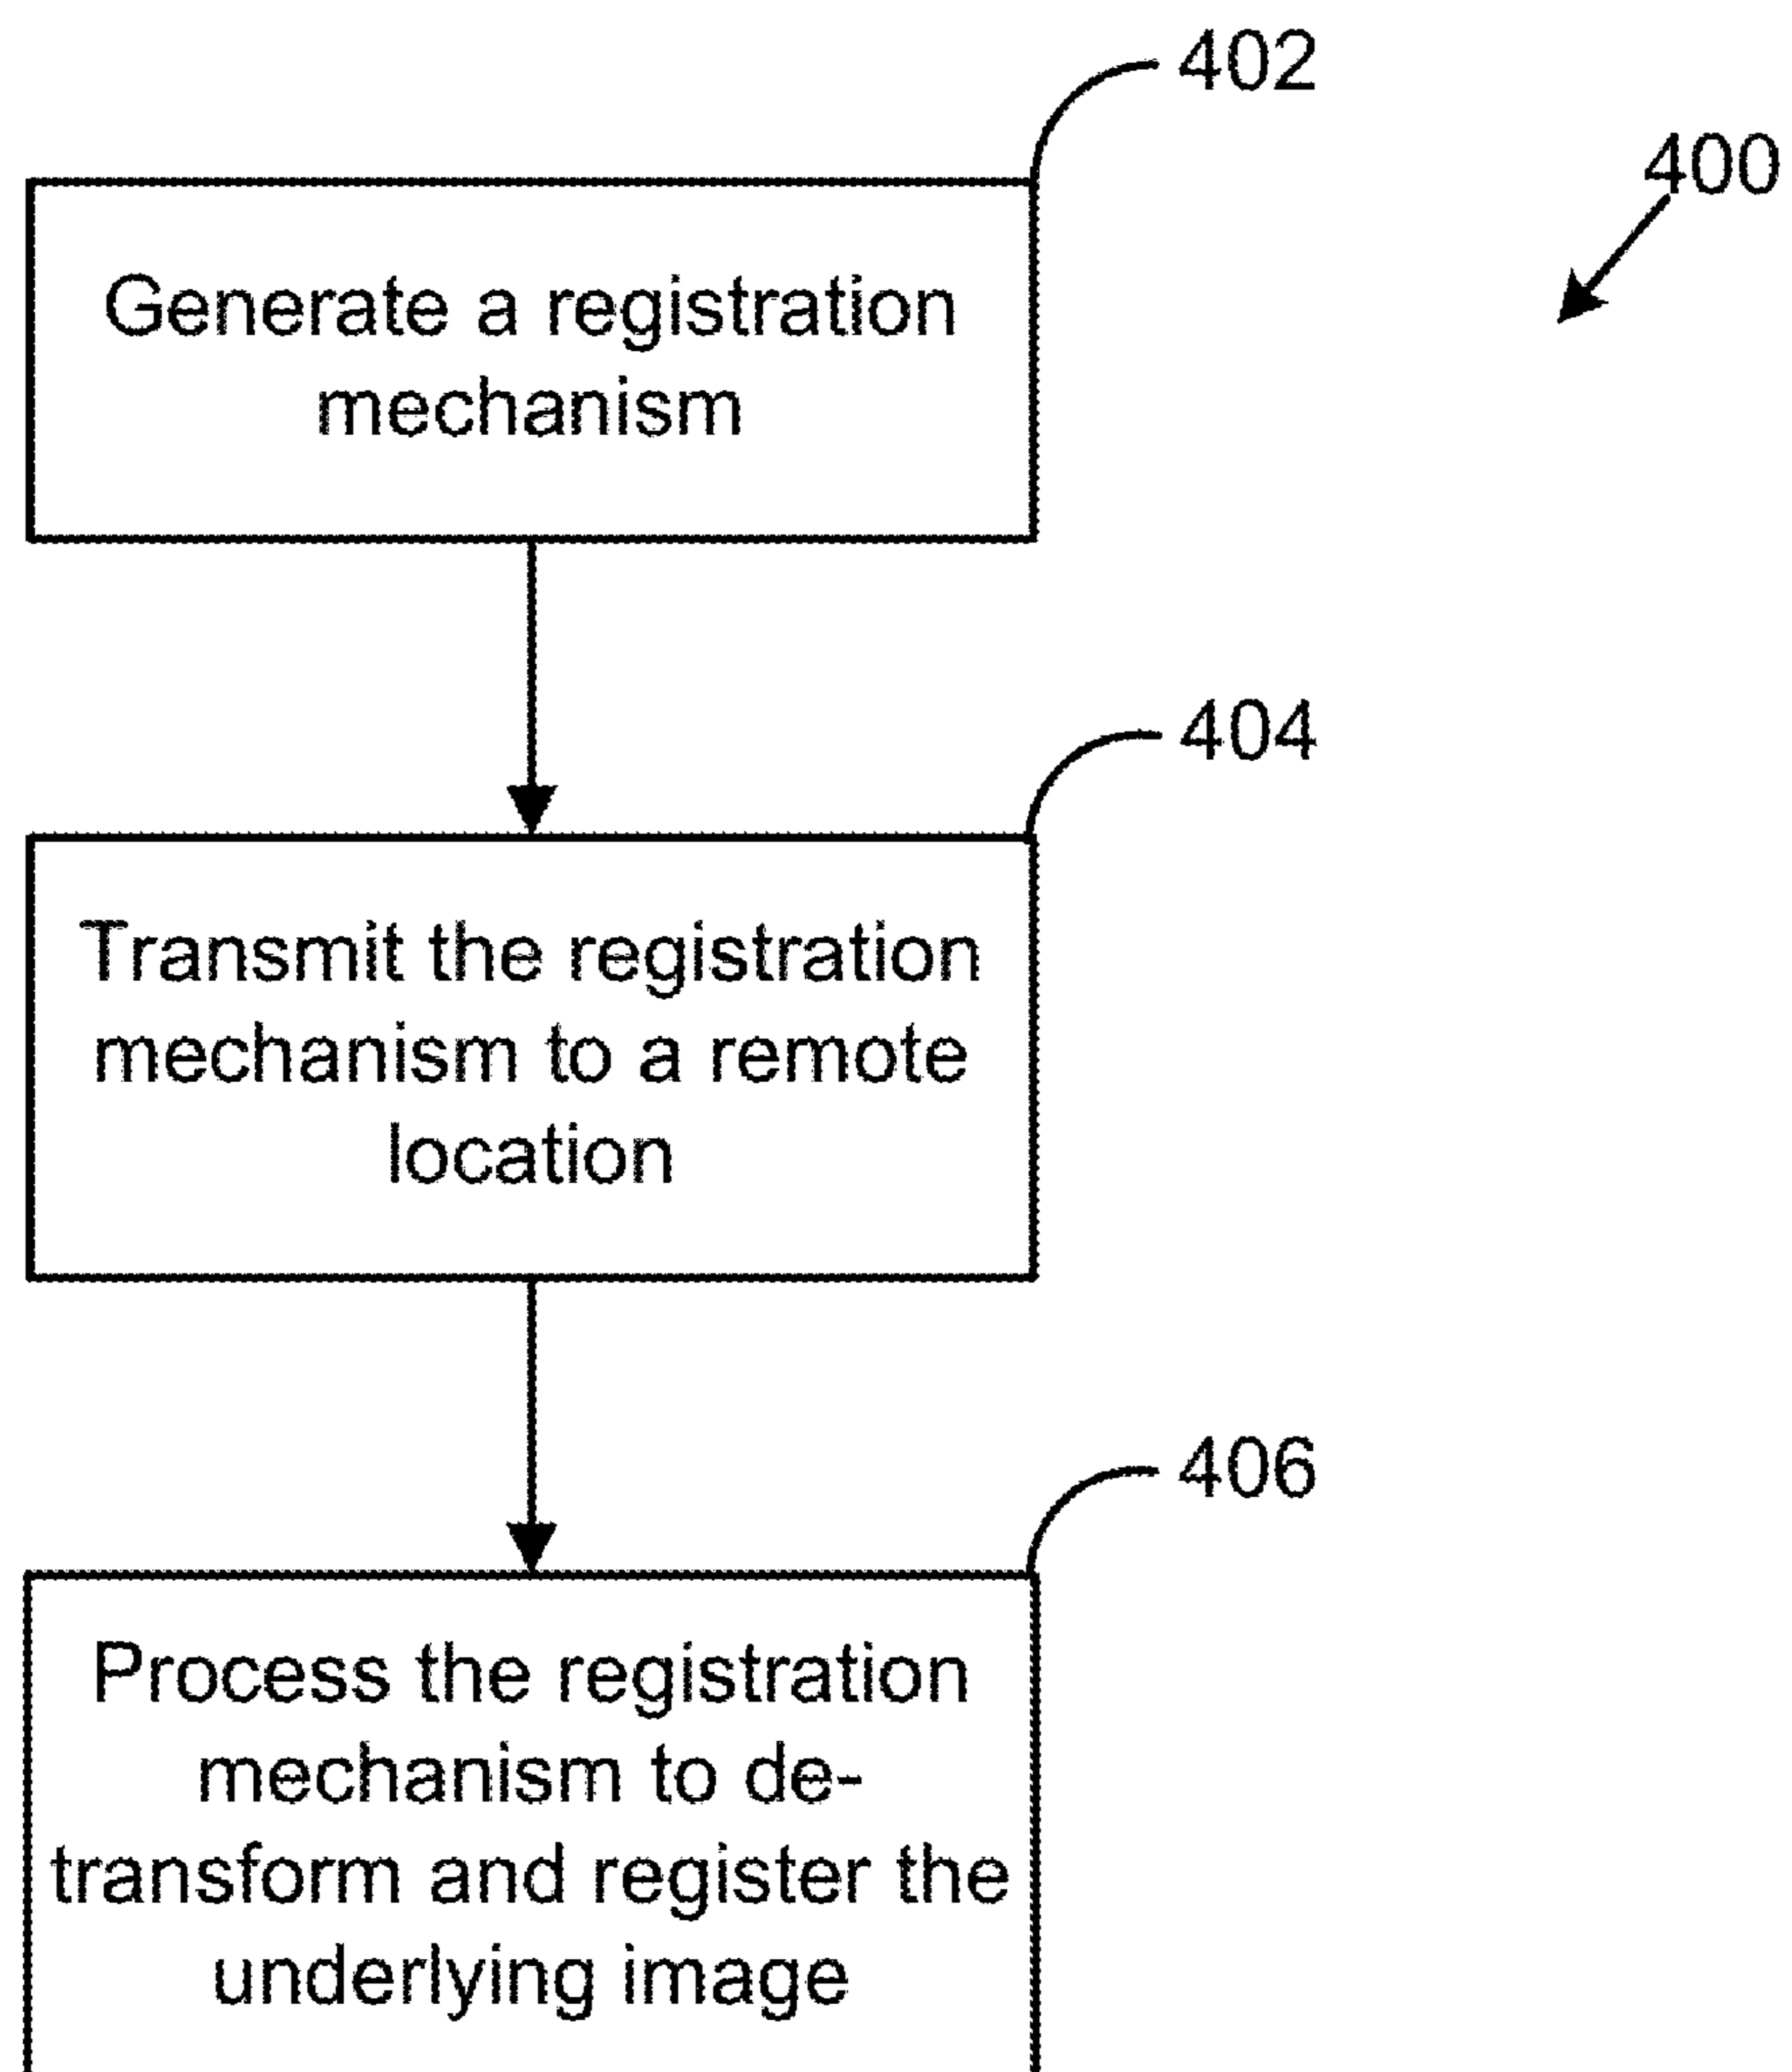 402
400
Generate a registration
mechanism
404
Transmit the registration
mechanism to a remote
location
406
Process the registration
mechanism to de-
transform and register the
underlying image